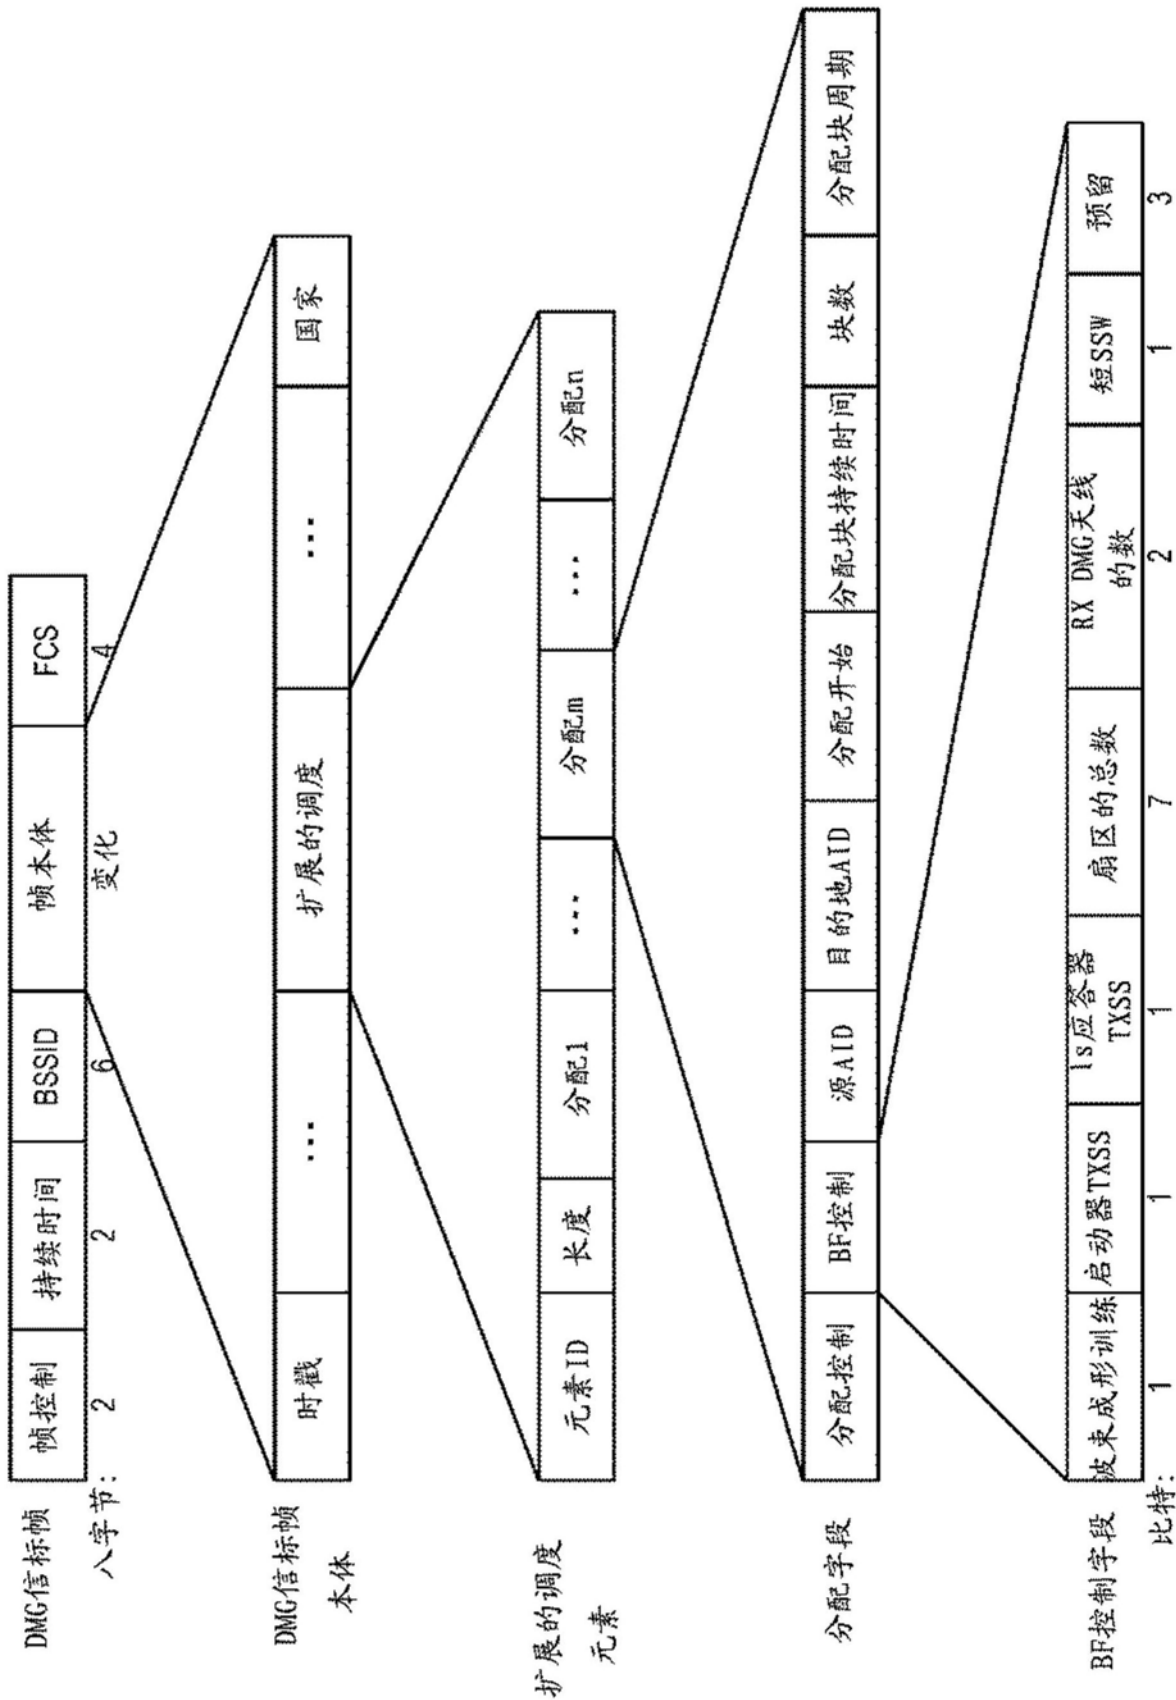 DMG信标帧
帧控制 持续时间 BSSID 帧本体 FCS
八字节: 2 2 6 变化 4
DMG信标帧
本体
时戳 ... 扩展的调度 ... 国家
扩展的调度
元素
元素ID 长度 分配1 ... 分配m ... 分配n
分配字段
分配控制 BF控制 源AID 目的地AID 分配开始 分配块持续时间 块数 分配块周期
BF控制字段
波束成形训练 启动器TXSS Is应答器
TXSS 扇区的总数 RX DMG天线
的数 短SSW 预留
比特: 1 1 1 7 2 1 3